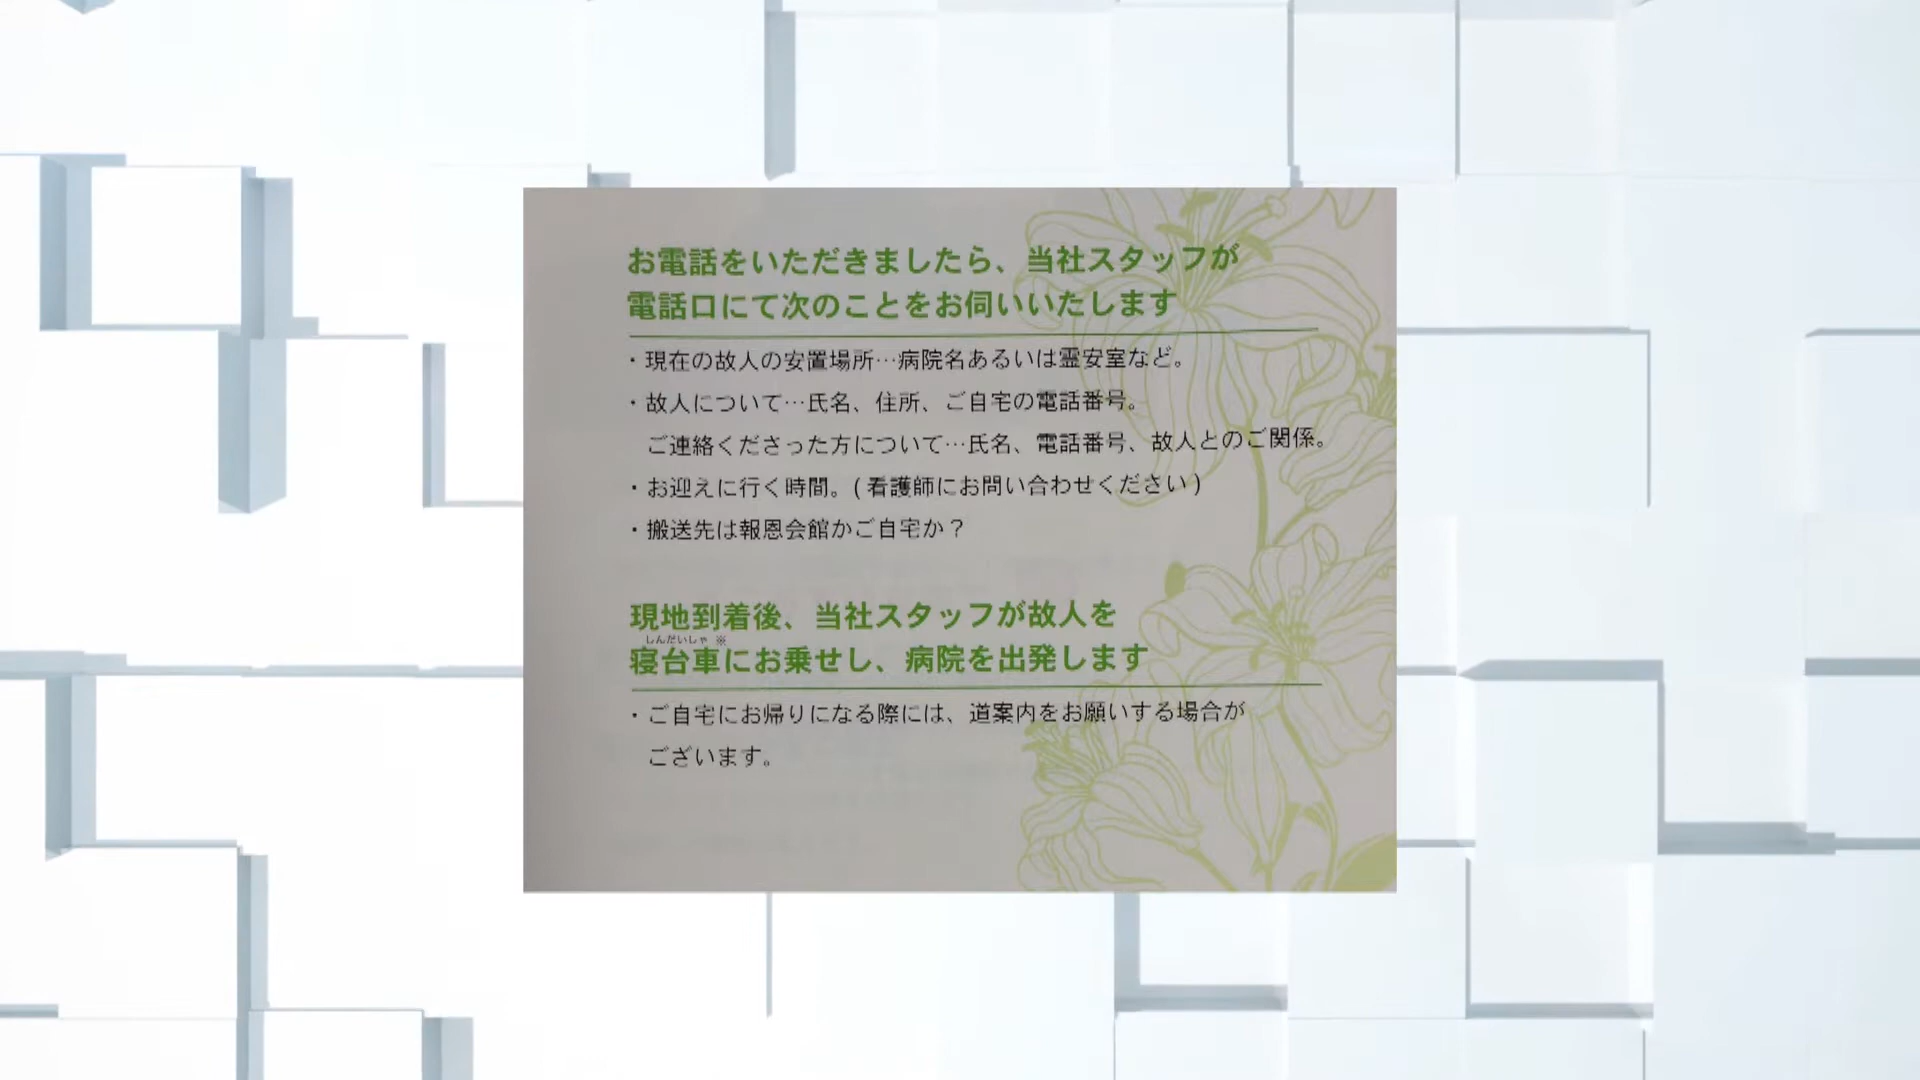 お電話をいただきましたら、当社スタッフが
電話口にて次のことをお伺いいたします
・現在の故人の安置場所…病院名あるいは霊安室など。
・故人について…氏名、住所、ご自宅の電話番号。
ご連絡くださった方について…氏名、電話番号、故人とのご関係。
・お迎えに行く時間。(看護師にお問い合わせください)
・搬送先は報恩会館かご自宅か?
現地到着後、当社スタッフが故人を
しんだいしゃ ※
寝台車にお乗せし、病院を出発します
・ご自宅にお帰りになる際には、道案内をお願いする場合が
ございます。